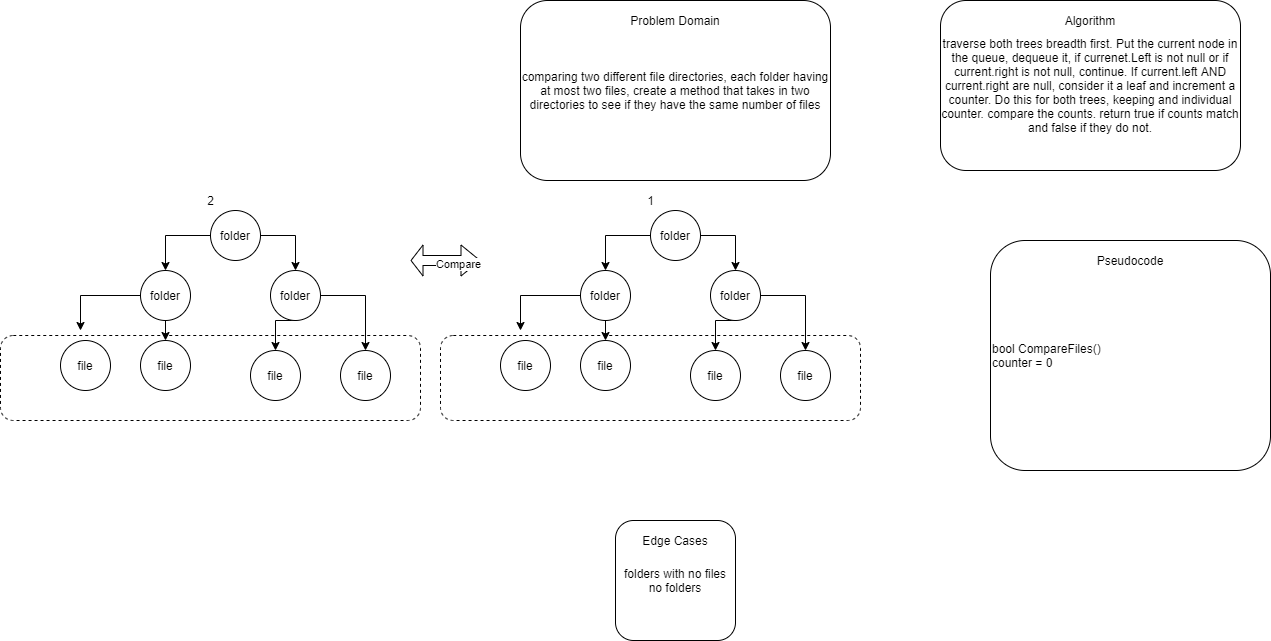 Problem Domain
comparing two different file directories, each folder having
at most two files, create a method that takes in two
directories to see if they have the same number of files
Algorithm
traverse both trees breadth first. Put the current node in
the queue, dequeue it, if currenet.Left is not null or if
current.right is not null, continue. If current.left AND
current.right are null, consider it a leaf and increment a
counter. Do this for both trees, keeping and individual
counter. compare the counts. return true if counts match
and false if they do not.
2
folder
folder
folder
file
file
file
file
Compare
1
folder
folder
folder
file
file
file
file
Pseudocode
bool CompareFiles()
counter = 0
Edge Cases
folders with no files
no folders